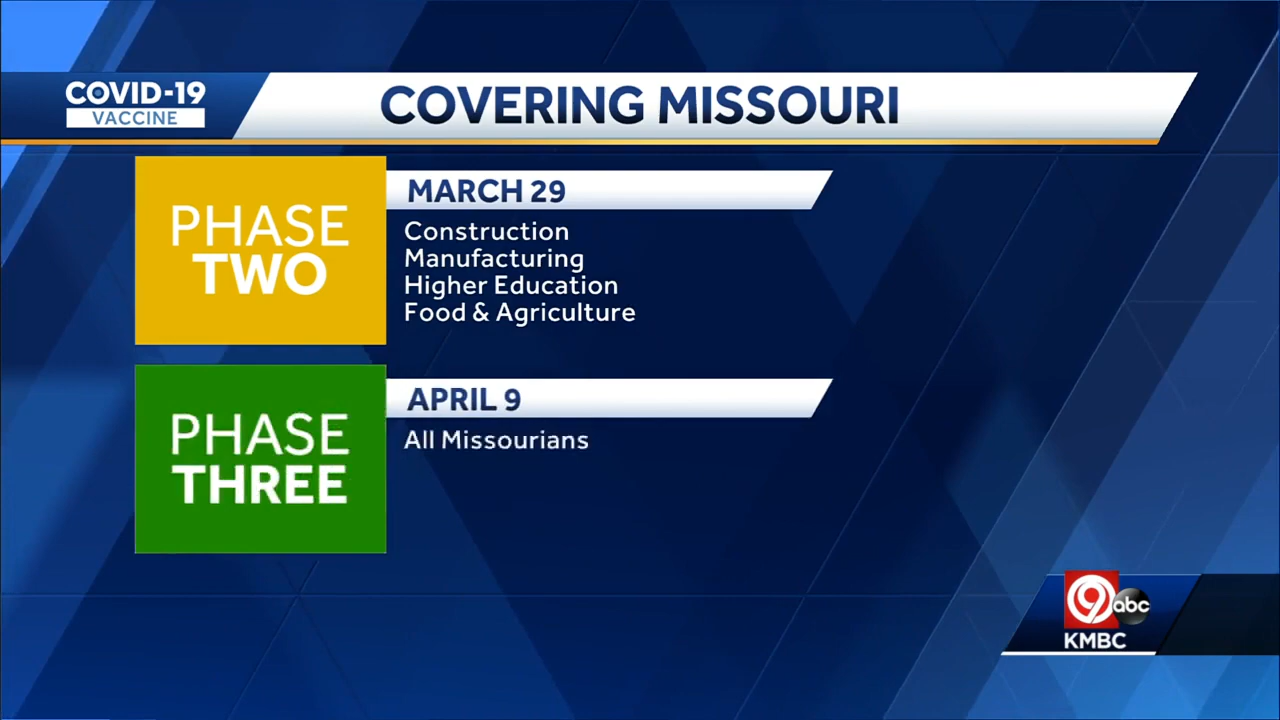 COVID-19
VACCINE
COVERING MISSOURI
PHASE
TWO
MARCH 29
Construction
Manufacturing
Higher Education
Food & Agriculture
PHASE
THREE
APRIL 9
All Missourians
9 abc
KMBC